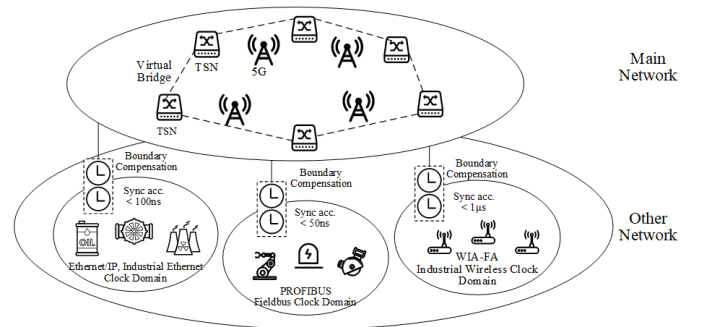 Main
Network
Virtual
Bridge
TSN
5G
TSN
Boundary
Compensation
Sync acc.
< 100ns
Ethernet/IP, Industrial Ethernet
Clock Domain
OIL
Boundary
Compensation
Sync acc.
< 50ns
PROFIBUS
Fieldbus Clock Domain
Boundary
Compensation
Sync acc.
< 1μs
WIA-FA
Industrial Wireless Clock
Domain
Other
Network